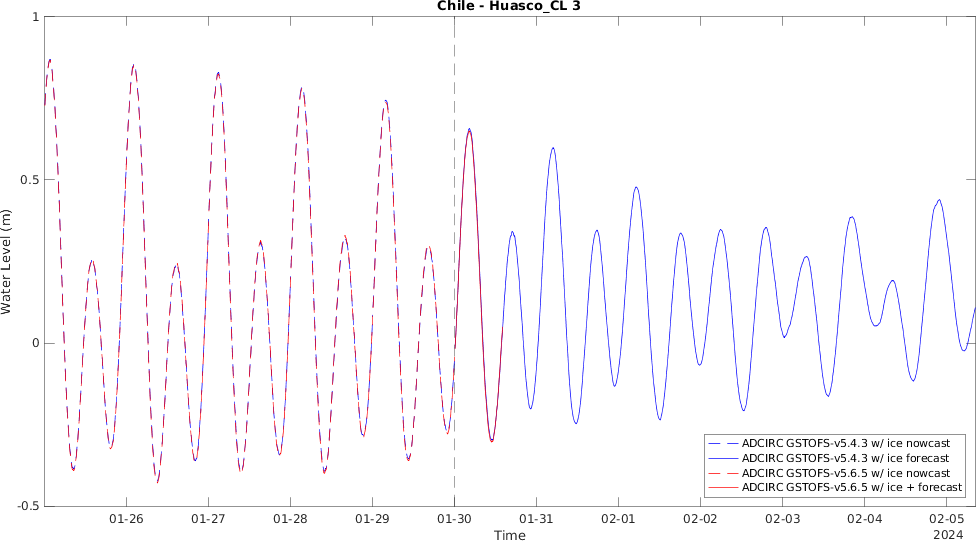 Chile - Huasco_CL 3
1
0.5
0
-0.5
Water Level (m)
01-26
01-27
01-28
01-29
01-30
01-31
02-01
02-02
02-03
02-04
02-05
2024
Time
ADCIRC GSTOFS-v5.4.3 w/ ice nowcast
ADCIRC GSTOFS-v5.4.3 w/ ice forecast
ADCIRC GSTOFS-v5.6.5 w/ ice nowcast
ADCIRC GSTOFS-v5.6.5 w/ ice + forecast